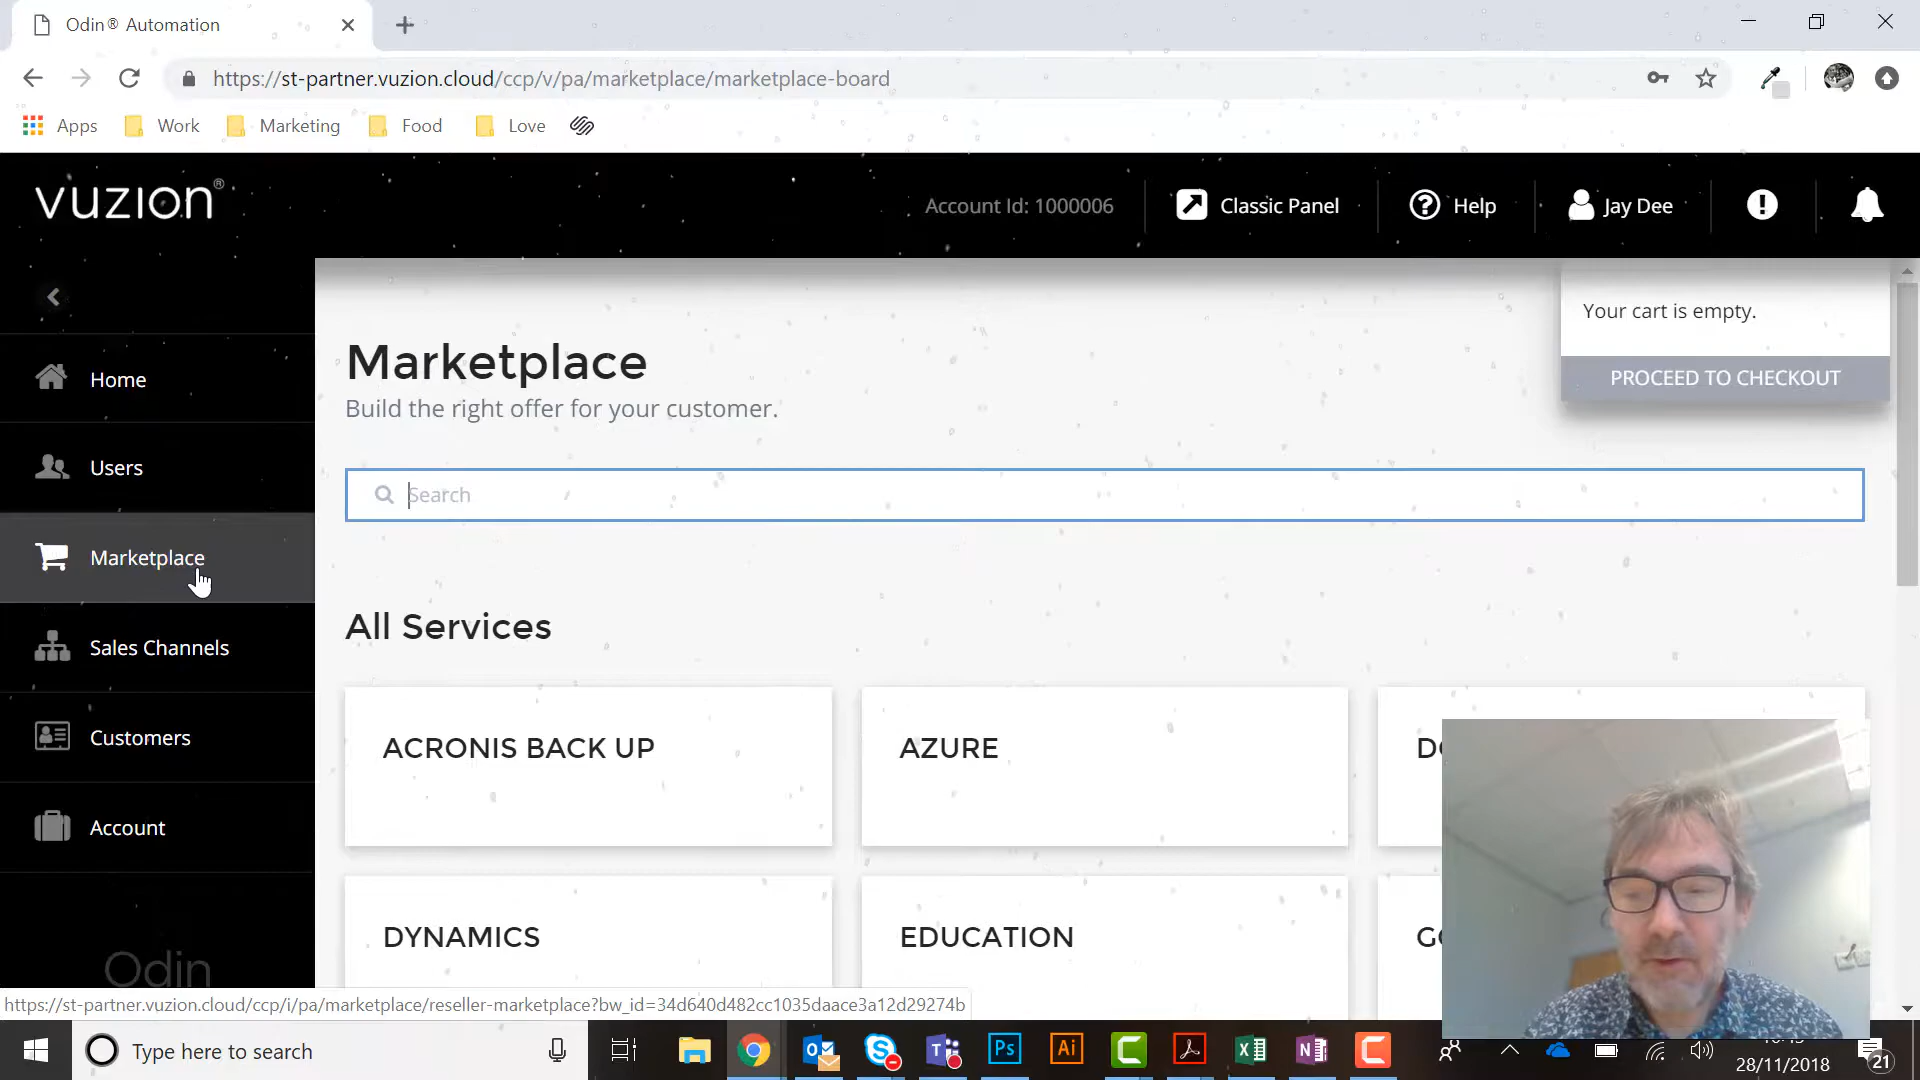 Odin® Automation
https://st-partner.vuzion.cloud/ccp/v/pa/marketplace/marketplace-board
Apps Work Marketing Food Love
vuzion®
Account Id: 1000006 Classic Panel Help Jay Dee
Home
Users
Marketplace
Sales Channels
Customers
Account
Odin
Your cart is empty.
PROCEED TO CHECKOUT
Marketplace
Build the right offer for your customer.
Search
All Services
ACRONIS BACK UP
AZURE
DYNAMICS
EDUCATION
https://st-partner.vuzion.cloud/ccp/i/pa/marketplace/reseller-marketplace?bw_id=34d640d482cc1035daace3a12d29274b
Type here to search
Ps
Ai
28/11/2018
21